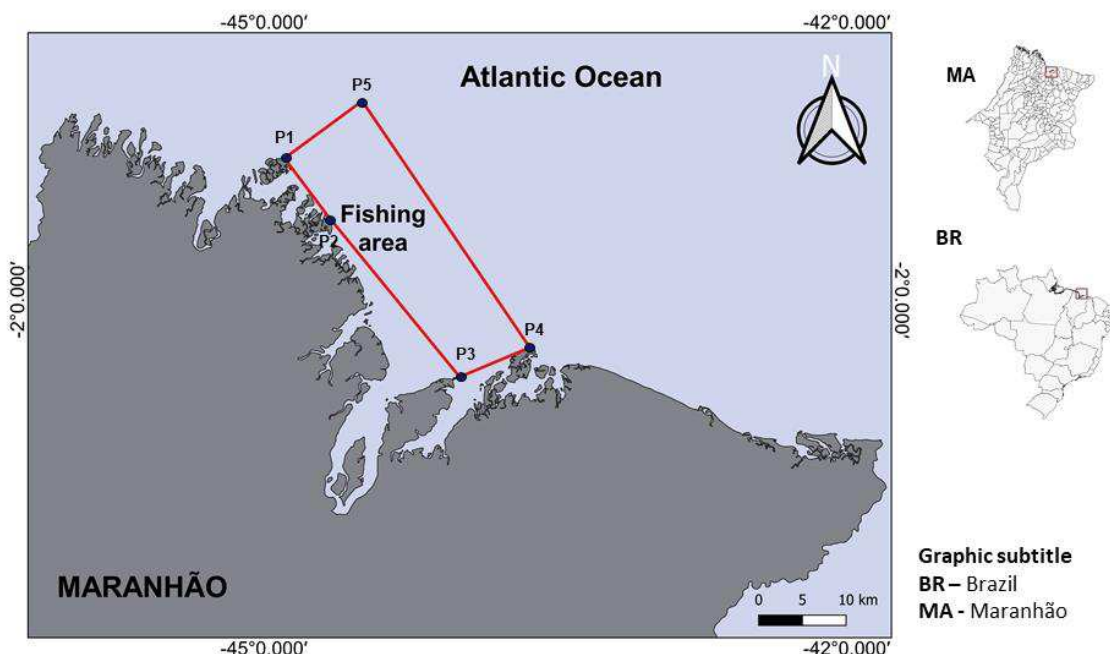 -45°0.000′
-42°0.000′
Atlantic Ocean
N
P5
P1
Fishing
area
P2
-2°0.000′
-2°0.000′
P4
P3
MARANHÃO
0 5 10 km
-45°0.000′
-42°0.000′
MA
BR
Graphic subtitle
BR – Brazil
MA - Maranhão